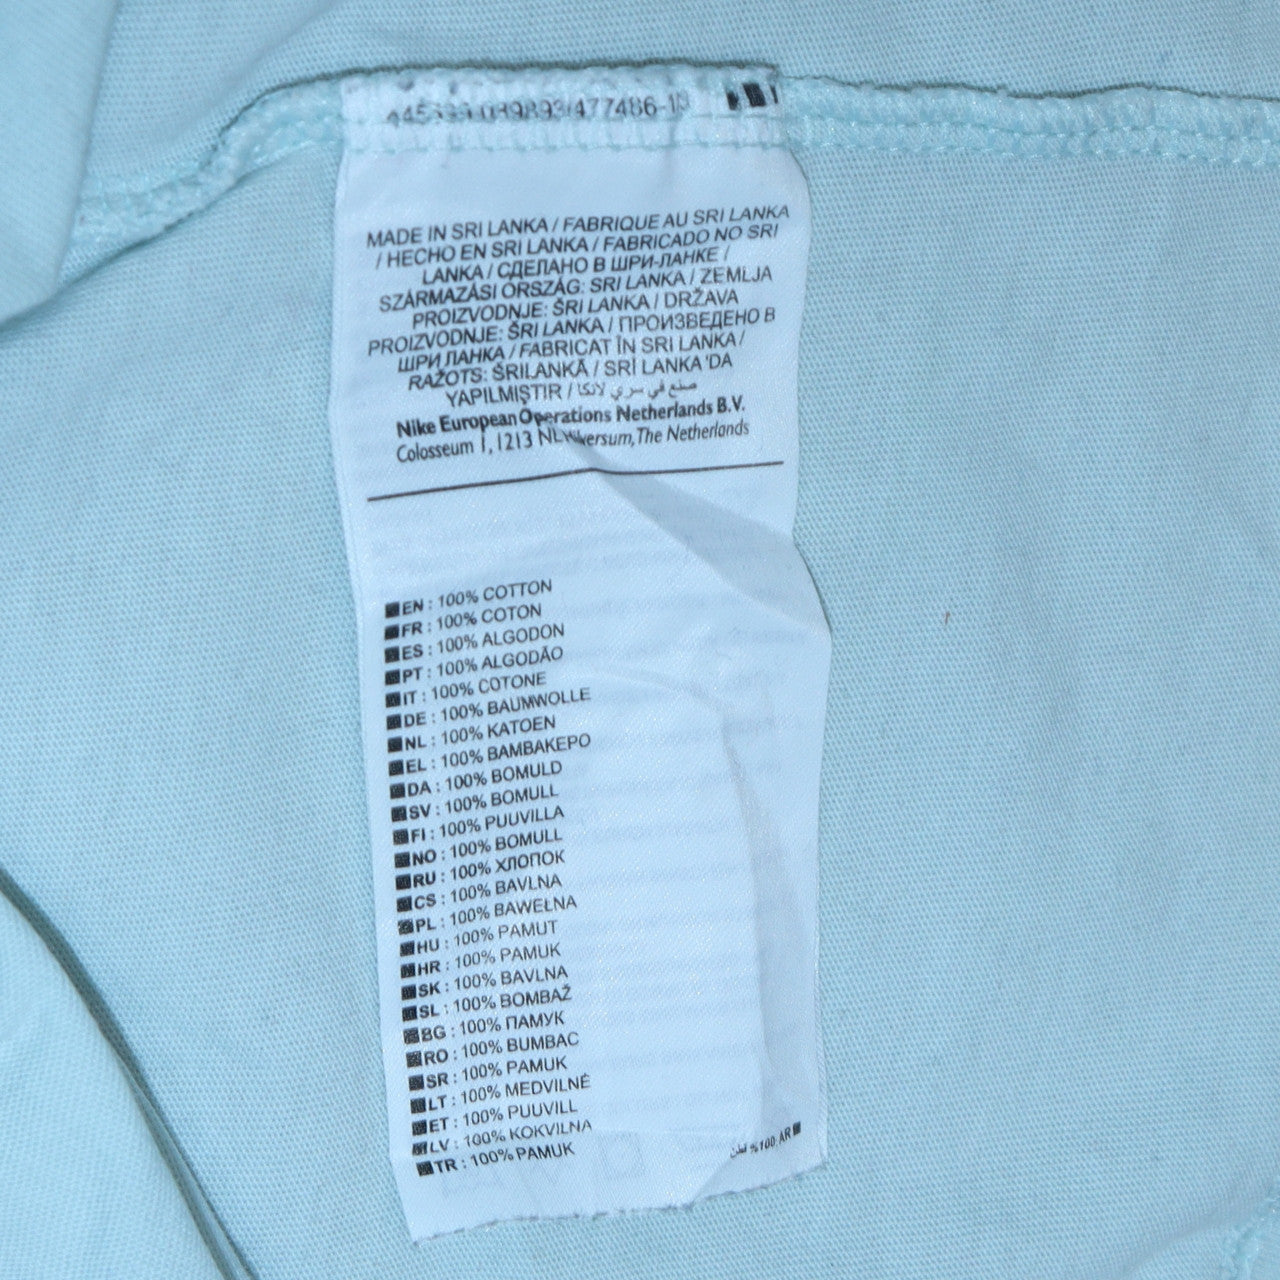 089893/477486-10
MADE IN SRI LANKA / FABRIQUE AU SRI LANKA
/ HECHO EN SRI LANKA / FABRICADO NO SRI
LANKA / СДЕЛАНО В ШРИ-ЛАНКЕ /
SZÁRMAZÁSI ORSZÁG: SRI LANKA / ZEMLJA
PROIZVODNJE: ŠRI LANKA / DRŽAVA
PROIZVODNJE: ŠRI LANKA / ПРОИЗВЕДЕНО В
ШРИ ЛАНКА / FABRICAT ÎN SRI LANKA /
RAŽOTS: ŠRILANKĀ / SRİ LANKA 'DA
YAPILMIŞTIR / صنع في سري لانكا
Nike European Operations Netherlands B.V.
Colosseum 1, 1213 NL Hilversum, The Netherlands
EN : 100% COTTON
FR : 100% COTON
ES : 100% ALGODON
PT : 100% ALGODÃO
IT : 100% COTONE
DE : 100% BAUMWOLLE
NL : 100% KATOEN
EL : 100% ΒΑΜΒΑΚΕΡΟ
DA : 100% BOMULD
SV : 100% BOMULL
FI : 100% PUUVILLA
NO : 100% BOMULL
RU : 100% ХЛОПОК
CS : 100% BAVLNA
PL : 100% BAWEŁNA
HU : 100% PAMUT
HR : 100% PAMUK
SK : 100% BAVLNA
SL : 100% BOMBAŽ
BG : 100% ПАМУК
RO : 100% BUMBAC
SR : 100% PAMUK
LT : 100% MEDVILNĖ
ET : 100% PUUVILL
LV : 100% KOKVILNA
TR : 100% PAMUK
قطن %100 :AR